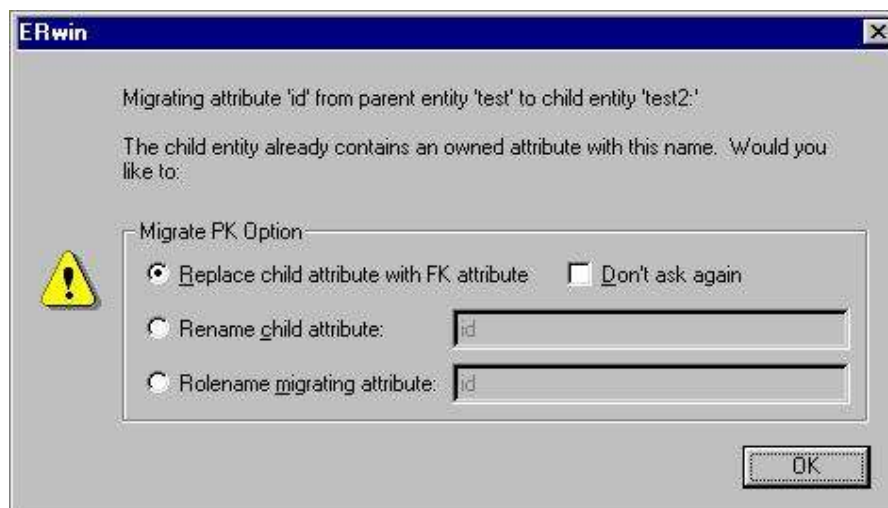 ERwin
Migrating attribute 'id' from parent entity 'test' to child entity 'test2:'
The child entity already contains an owned attribute with this name. Would you
like to:
Migrate PK Option
Replace child attribute with FK attribute Don't ask again
Rename child attribute: id
Rolename migrating attribute: id
OK